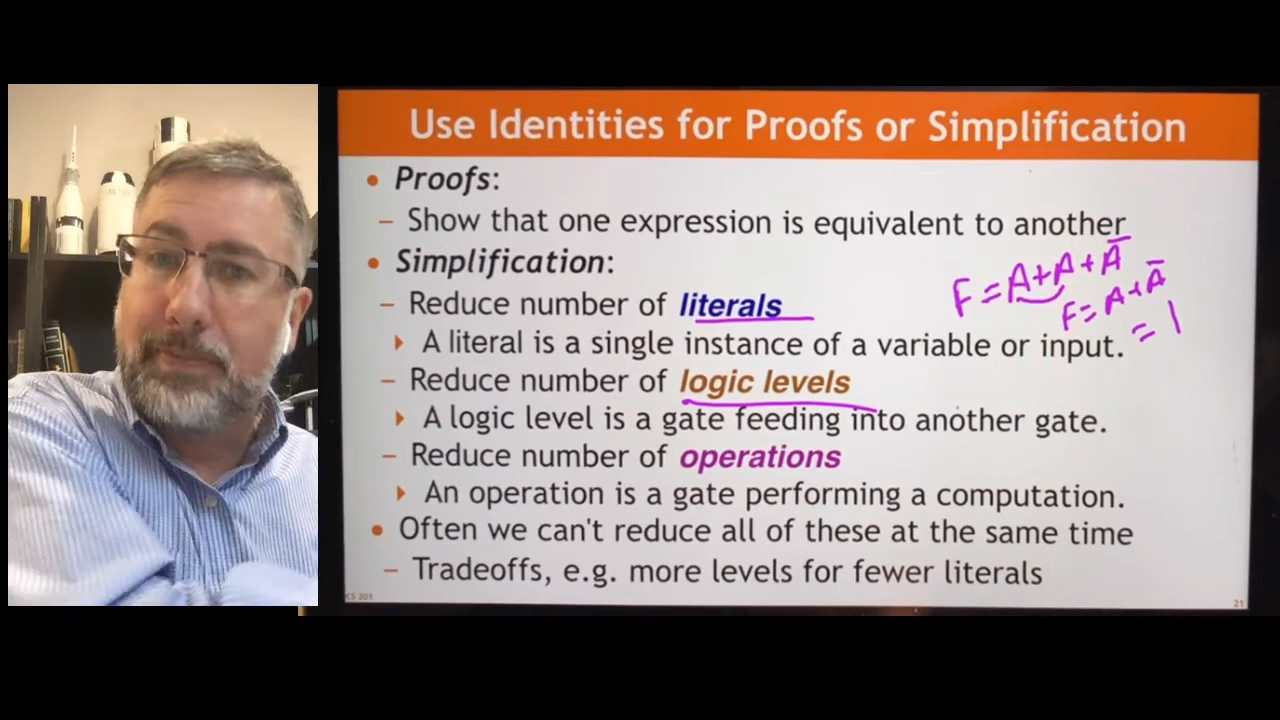 Use Identities for Proofs or Simplification
• Proofs:
– Show that one expression is equivalent to another
• Simplification:
– Reduce number of literals
A literal is a single instance of a variable or input.
– Reduce number of logic levels
A logic level is a gate feeding into another gate.
– Reduce number of operations
An operation is a gate performing a computation.
• Often we can't reduce all of these at the same time
– Tradeoffs, e.g. more levels for fewer literals
F = A + A + Ā
F = A + Ā
= 1
CS 201
21